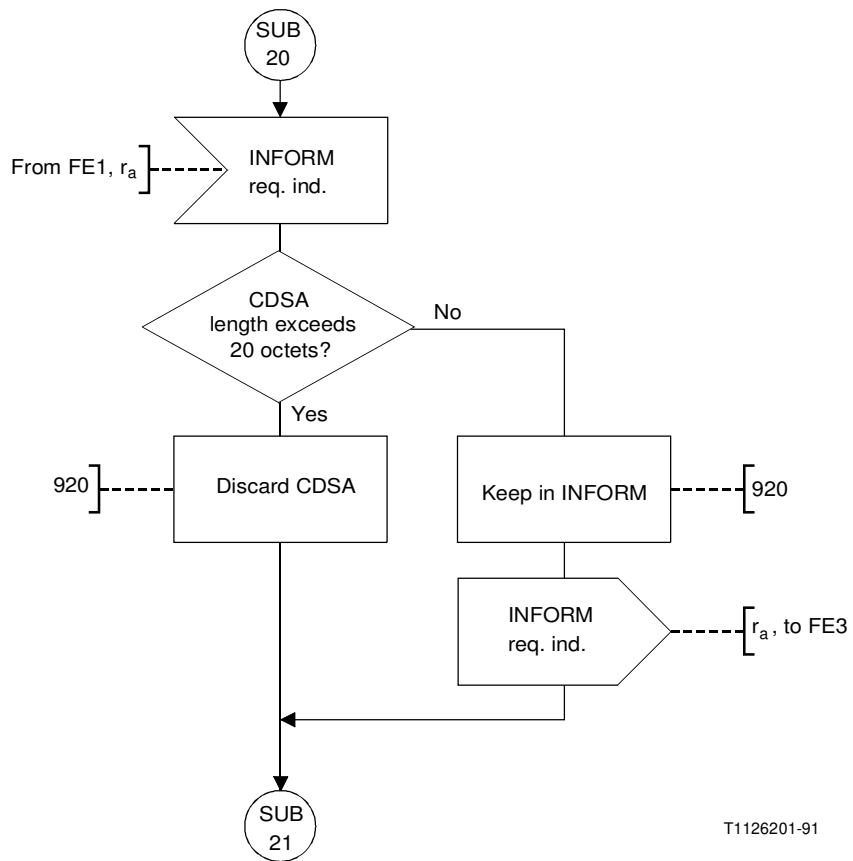 SUB
20
From FE1, ra
INFORM
req. ind.
CDSA
length exceeds
20 octets?
No
Yes
920
Discard CDSA
Keep in INFORM
920
INFORM
req. ind.
ra , to FE3
SUB
21
T1126201-91